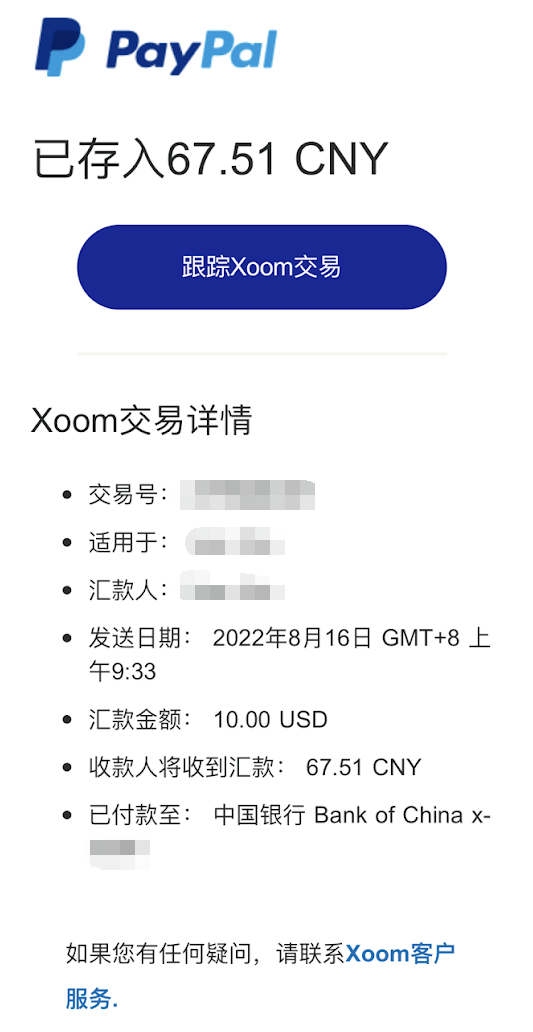 PayPal
已存入67.51 CNY
跟踪Xoom交易
Xoom交易详情
• 交易号：
• 适用于：
• 汇款人：
• 发送日期： 2022年8月16日 GMT+8 上
午9:33
• 汇款金额： 10.00 USD
• 收款人将收到汇款： 67.51 CNY
• 已付款至： 中国银行 Bank of China x-
如果您有任何疑问，请联系Xoom客户
服务.